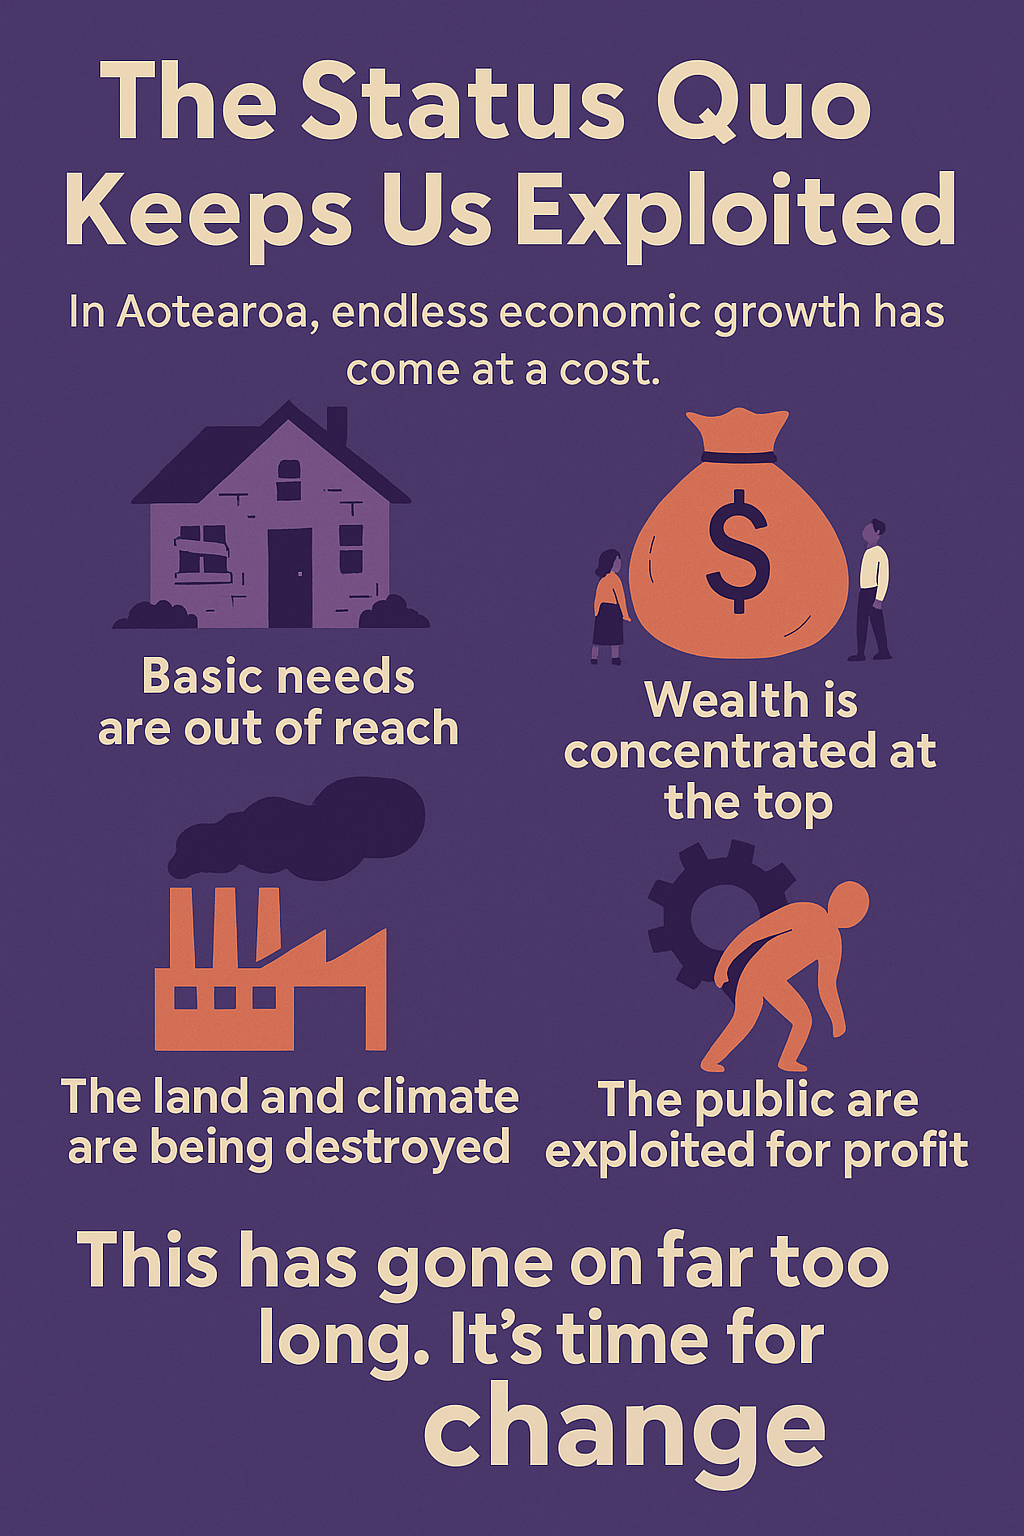 The Status Quo
Keeps Us Exploited
In Aotearoa, endless economic growth has
come at a cost.
$
Basic needs
are out of reach
Wealth is
concentrated at
the top
The land and climate
are being destroyed
The public are
exploited for profit
This has gone on far too
long. It’s time for
change